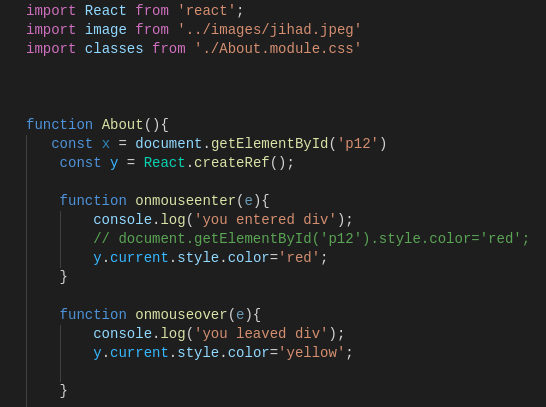 import React from 'react';
import image from '../images/jihad.jpeg'
import classes from './About.module.css'
function About(){
const x = document.getElementById('p12')
const y = React.createRef();
function onmouseenter(e){
console.log('you entered div');
// document.getElementById('p12').style.color='red';
y.current.style.color='red';
}
function onmouseover(e){
console.log('you leaved div');
y.current.style.color='yellow';
}